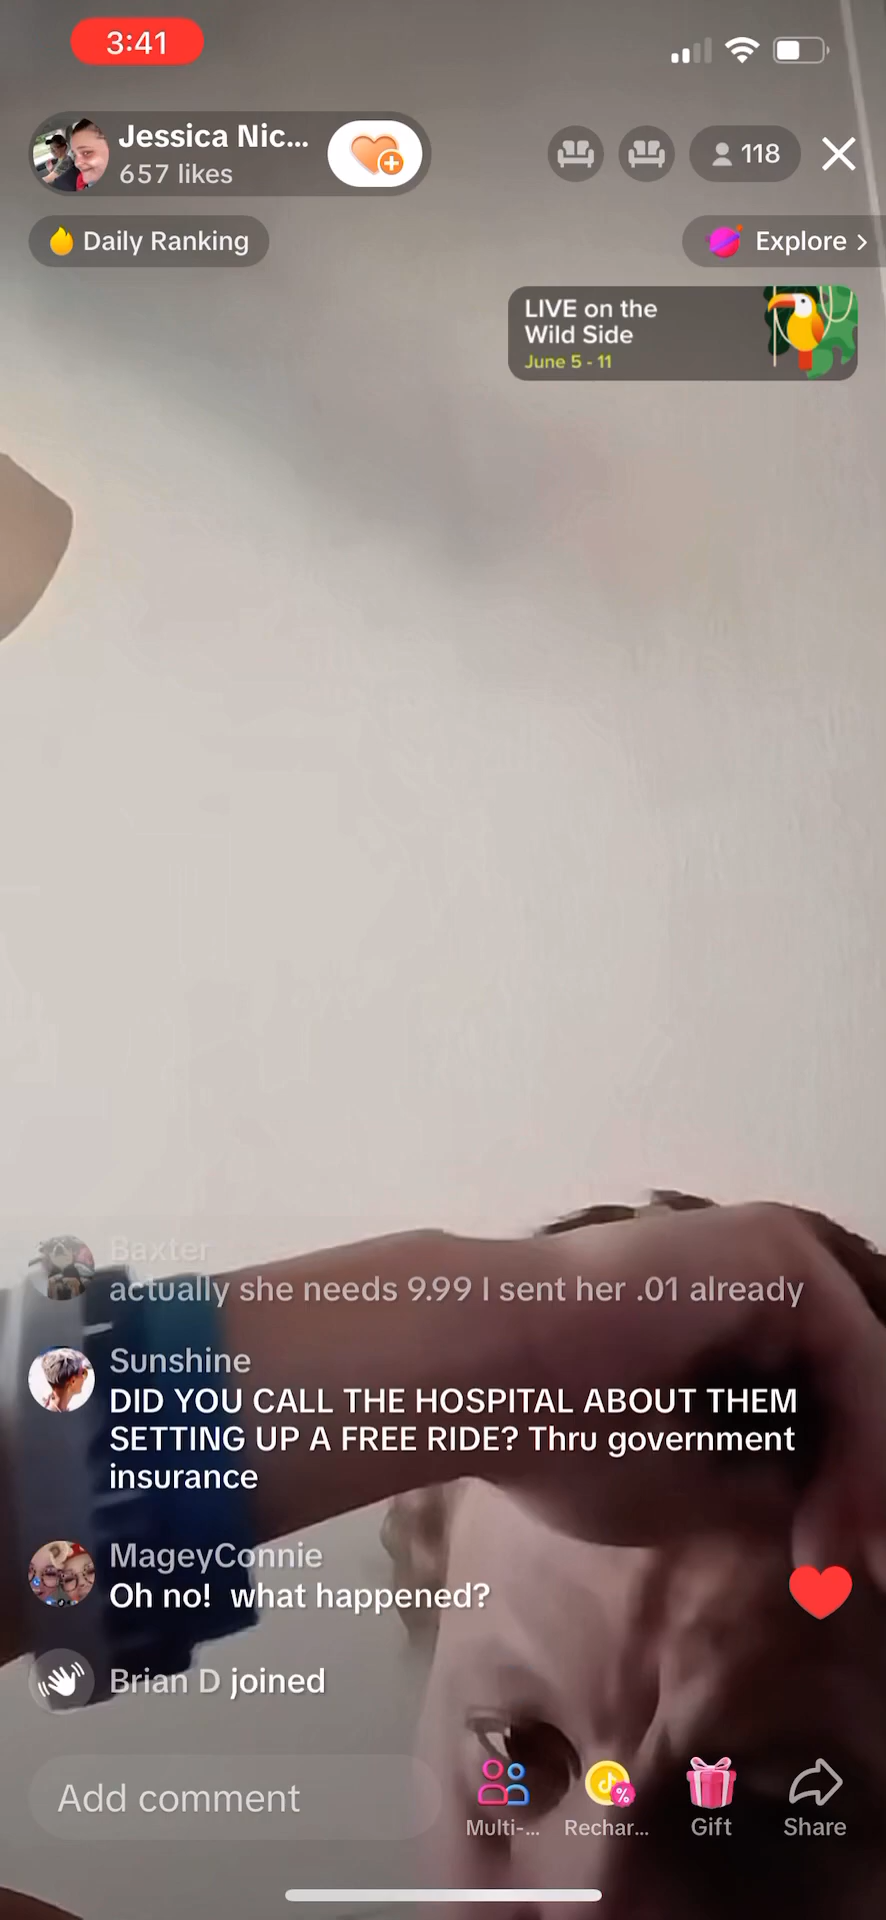 3:41
Jessica Nic...
657 likes
118
Daily Ranking
Explore >
LIVE on the
Wild Side
June 5 - 11
Baxter
actually she needs 9.99 I sent her .01 already
Sunshine
DID YOU CALL THE HOSPITAL ABOUT THEM
SETTING UP A FREE RIDE? Thru government
insurance
MageyConnie
Oh no!  what happened?
Brian D joined
Add comment
Multi-...
Rechar...
Gift
Share